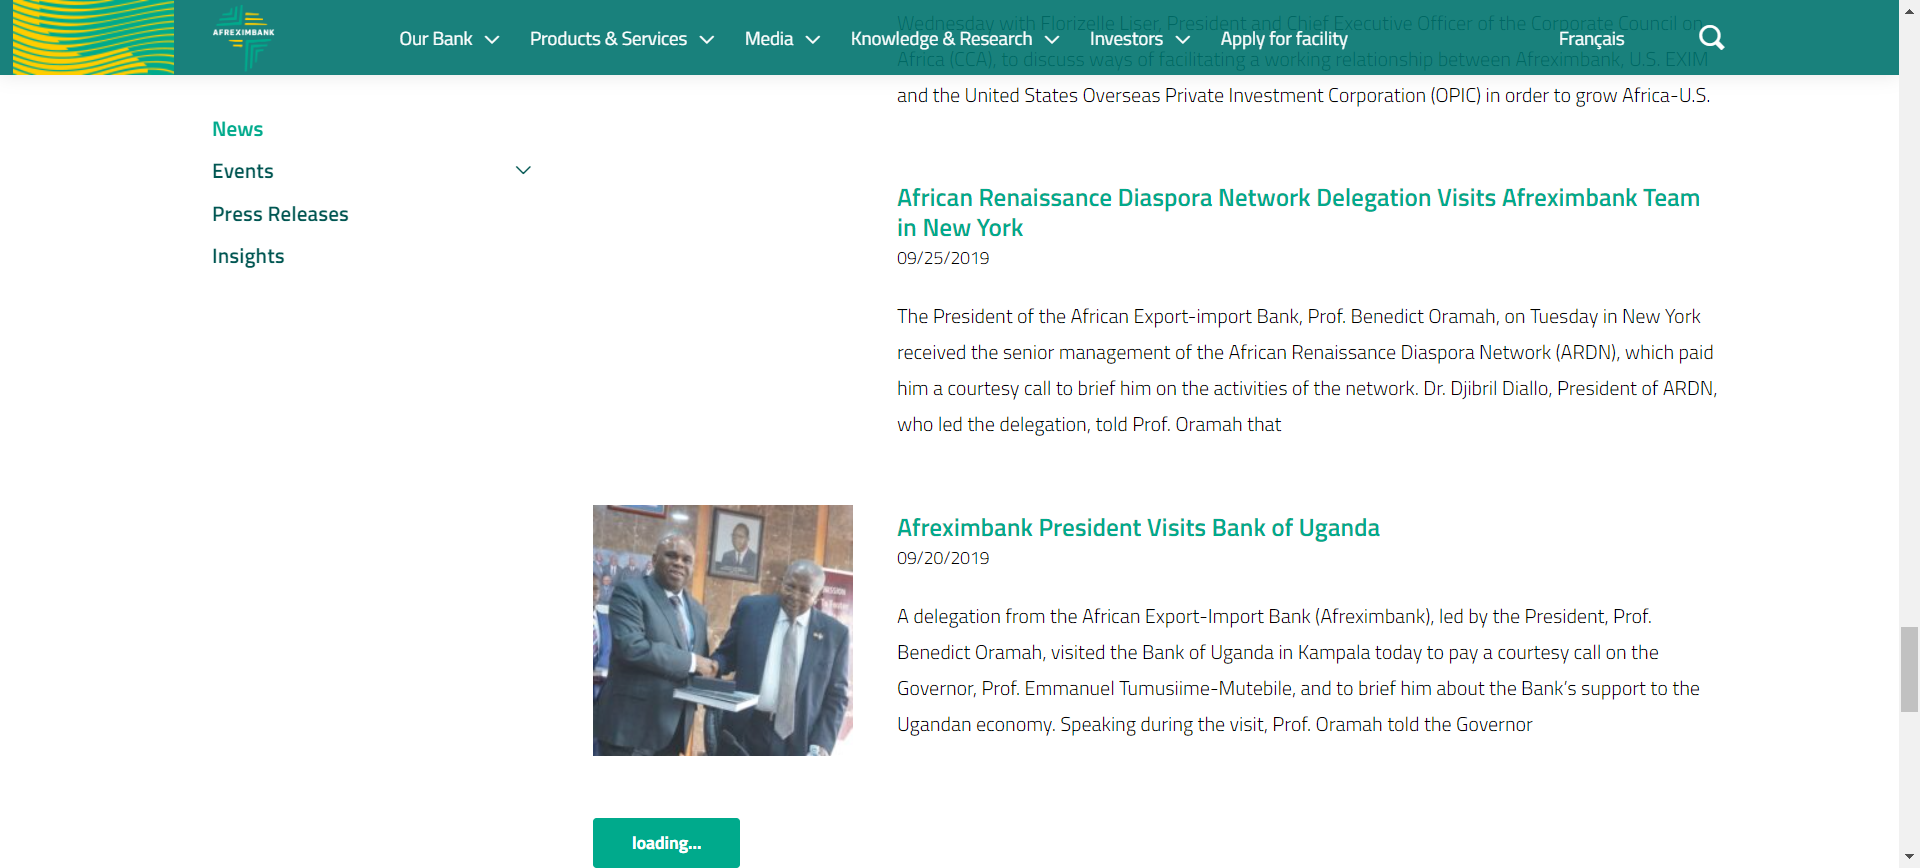 AFREXIMBANK
Our Bank
Products & Services
Media
Knowledge & Research
Investors
Apply for facility
Français
News
Events
Press Releases
Insights
Wednesday with Florizelle Liser, President and Chief Executive Officer of the Corporate Council on
Africa (CCA), to discuss ways of facilitating a working relationship between Afreximbank, U.S. EXIM
and the United States Overseas Private Investment Corporation (OPIC) in order to grow Africa-U.S.
African Renaissance Diaspora Network Delegation Visits Afreximbank Team
in New York
09/25/2019
The President of the African Export-import Bank, Prof. Benedict Oramah, on Tuesday in New York
received the senior management of the African Renaissance Diaspora Network (ARDN), which paid
him a courtesy call to brief him on the activities of the network. Dr. Djibril Diallo, President of ARDN,
who led the delegation, told Prof. Oramah that
Afreximbank President Visits Bank of Uganda
09/20/2019
A delegation from the African Export-Import Bank (Afreximbank), led by the President, Prof.
Benedict Oramah, visited the Bank of Uganda in Kampala today to pay a courtesy call on the
Governor, Prof. Emmanuel Tumusiime-Mutebile, and to brief him about the Bank’s support to the
Ugandan economy. Speaking during the visit, Prof. Oramah told the Governor
loading...